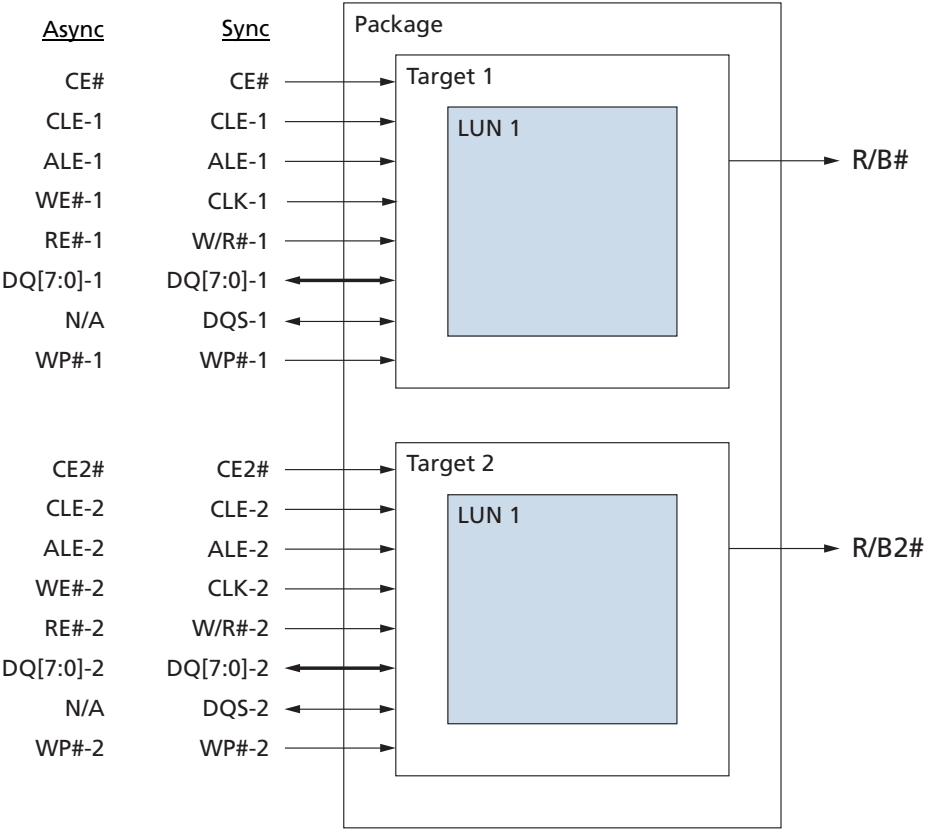 Async Sync Package
CE# CE# Target 1
CLE-1 CLE-1 LUN 1
ALE-1 ALE-1 R/B#
WE#-1 CLK-1
RE#-1 W/R#-1
DQ[7:0]-1 DQ[7:0]-1
N/A DQS-1
WP#-1 WP#-1
CE2# CE2# Target 2
CLE-2 CLE-2 LUN 1
ALE-2 ALE-2 R/B2#
WE#-2 CLK-2
RE#-2 W/R#-2
DQ[7:0]-2 DQ[7:0]-2
N/A DQS-2
WP#-2 WP#-2